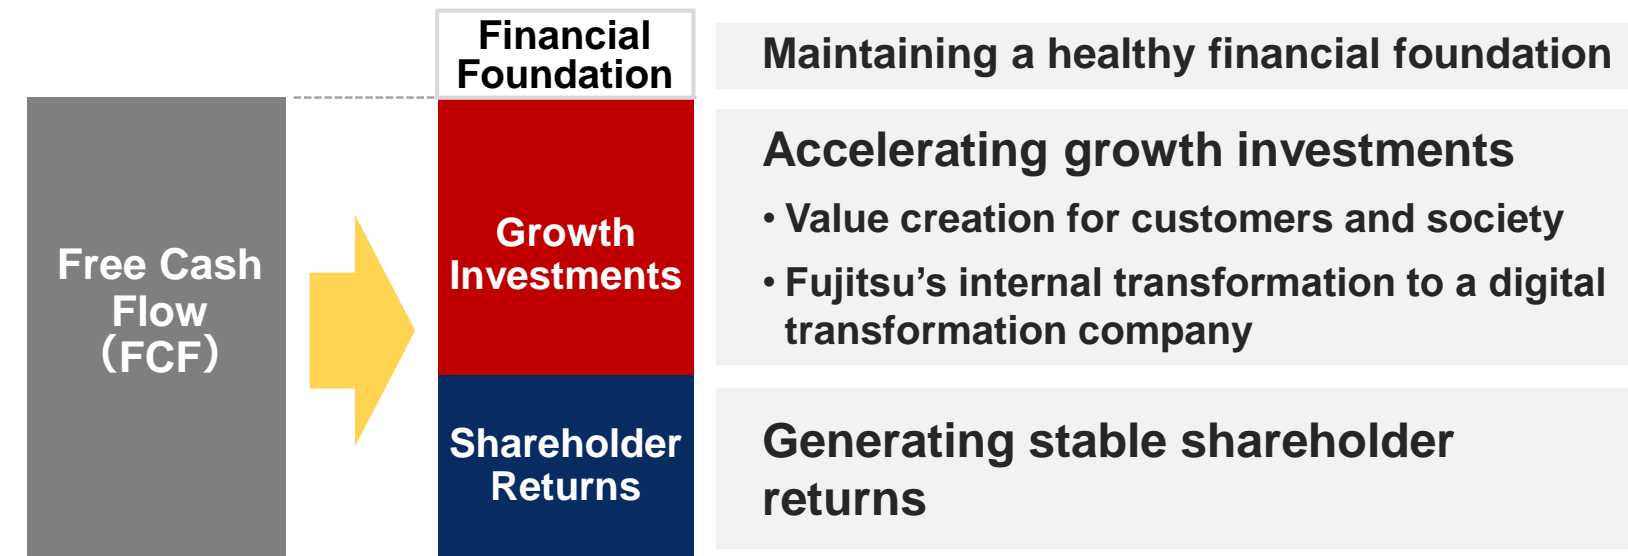 Financial
Foundation
Maintaining a healthy financial foundation
Free Cash
Flow
（FCF）
Growth
Investments
Accelerating growth investments
• Value creation for customers and society
• Fujitsu’s internal transformation to a digital
transformation company
Shareholder
Returns
Generating stable shareholder
returns